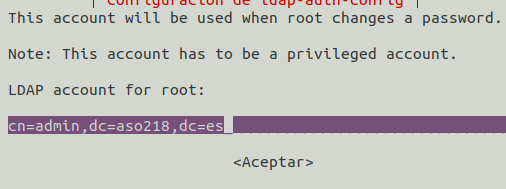 Configuración de ldap-auth-config
This account will be used when root changes a password.
Note: This account has to be a privileged account.
LDAP account for root:
cn=admin,dc=aso218,dc=es
<Aceptar>